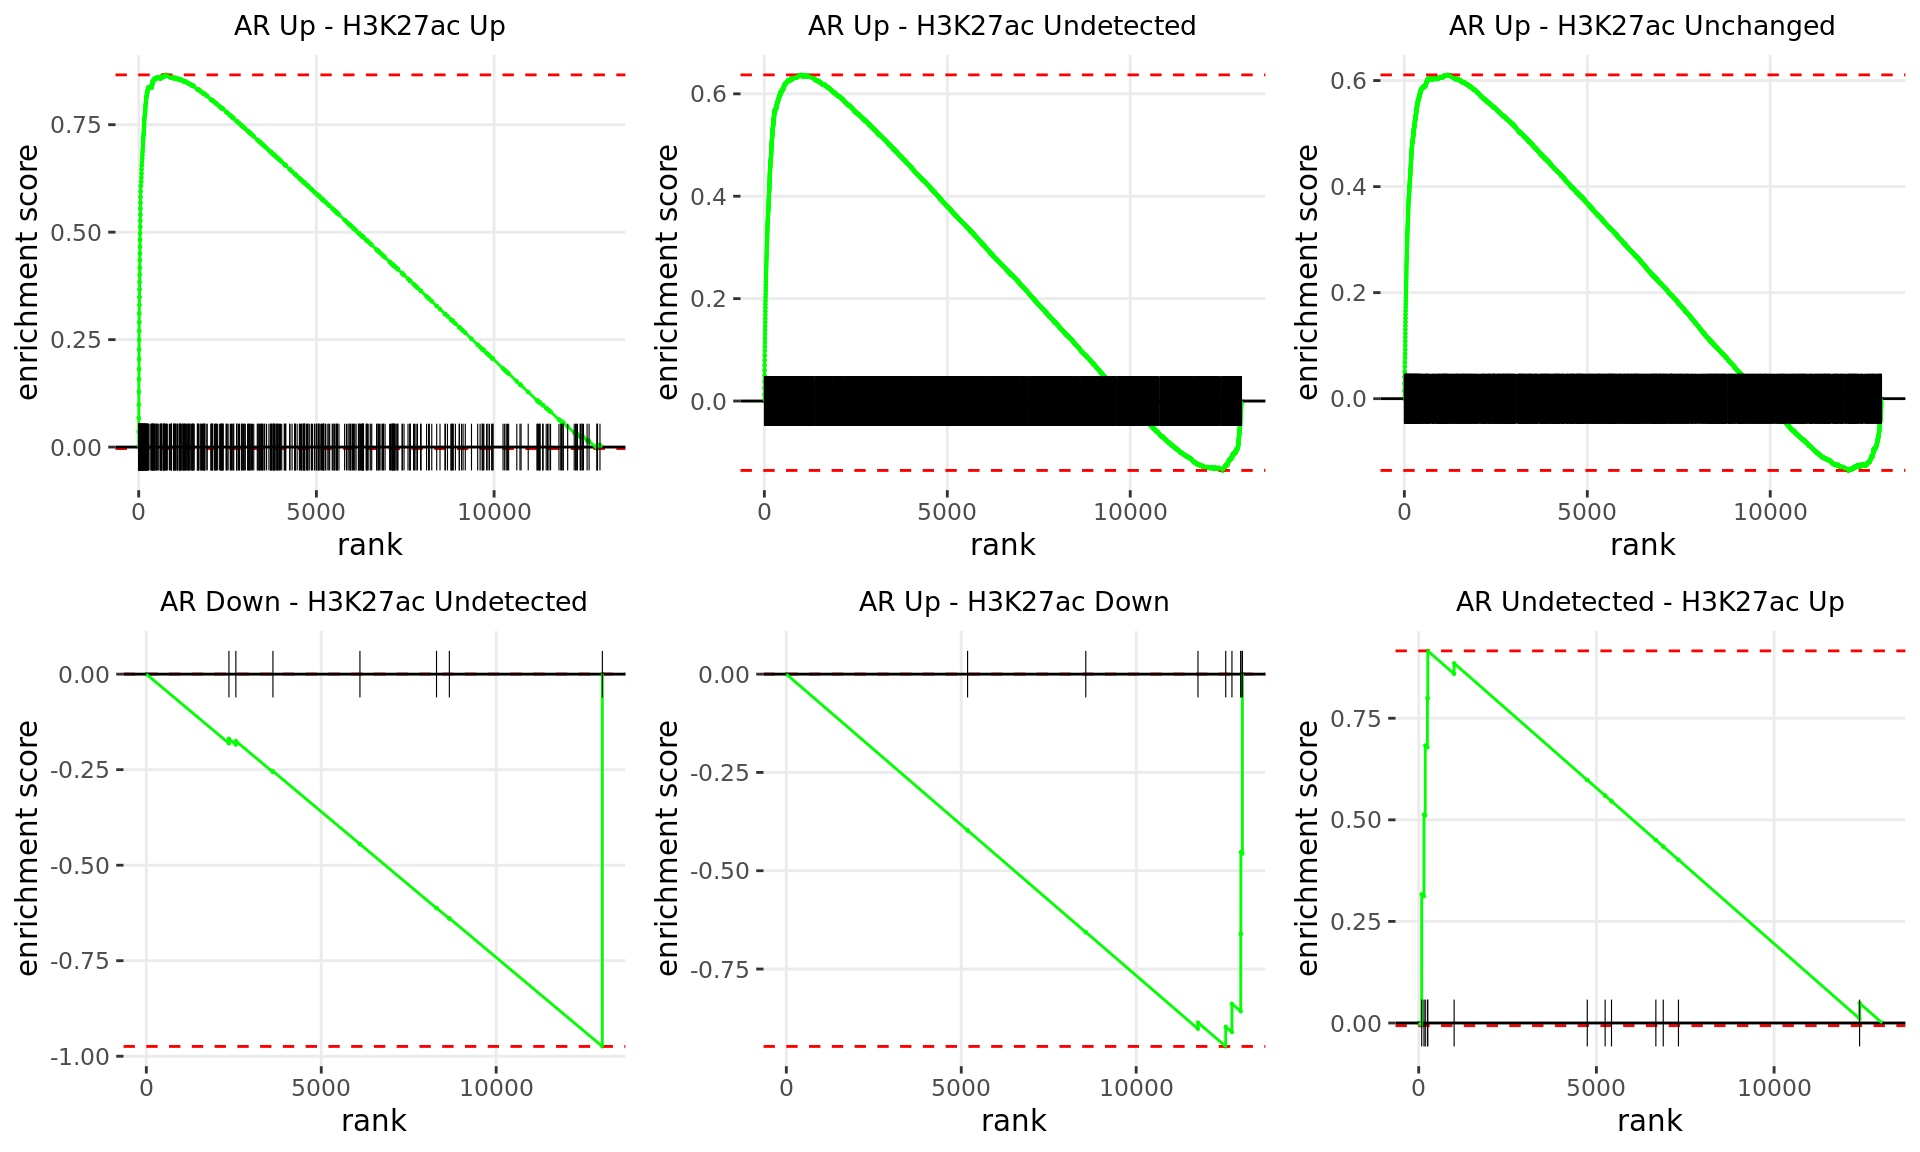 AR Up - H3K27ac Up
enrichment score
0.75
0.50
0.25
0.00
0 5000 10000
rank
AR Up - H3K27ac Undetected
enrichment score
0.6
0.4
0.2
0.0
0 5000 10000
rank
AR Up - H3K27ac Unchanged
enrichment score
0.6
0.4
0.2
0.0
0 5000 10000
rank
AR Down - H3K27ac Undetected
enrichment score
0.00
-0.25
-0.50
-0.75
-1.00
0 5000 10000
rank
AR Up - H3K27ac Down
enrichment score
0.00
-0.25
-0.50
-0.75
0 5000 10000
rank
AR Undetected - H3K27ac Up
enrichment score
0.75
0.50
0.25
0.00
0 5000 10000
rank